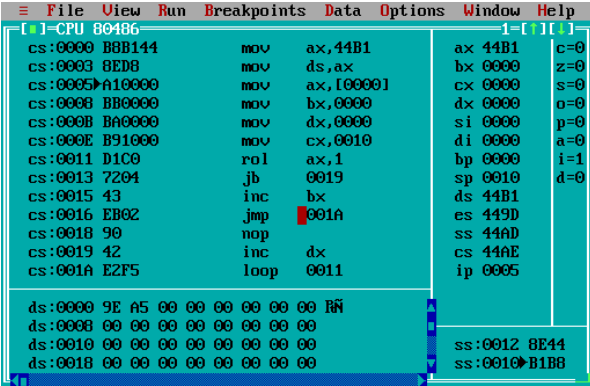 ≡ File View Run Breakpoints Data Options Window Help
[■]=CPU 80486 1=[↑][↓]
cs:0000 B8B144 mov ax,44B1
cs:0003 8ED8 mov ds,ax
cs:0005►A10000 mov ax,[0000]
cs:0008 BB0000 mov bx,0000
cs:000B BA0000 mov dx,0000
cs:000E B91000 mov cx,0010
cs:0011 D1C0 rol ax,1
cs:0013 7204 jb 0019
cs:0015 43 inc bx
cs:0016 EB02 jmp 001A
cs:0018 90 nop
cs:0019 42 inc dx
cs:001A E2F5 loop 0011
ds:0000 9E A5 00 00 00 00 00 00 ₧Ñ
ds:0008 00 00 00 00 00 00 00 00
ds:0010 00 00 00 00 00 00 00 00
ds:0018 00 00 00 00 00 00 00 00
ax 44B1 c=0
bx 0000 z=0
cx 0000 s=0
dx 0000 o=0
si 0000 p=0
di 0000 a=0
bp 0000 i=1
sp 0010 d=0
ds 44B1
es 449D
ss 44AD
cs 44AE
ip 0005
ss:0012 8E44
ss:0010►B1B8